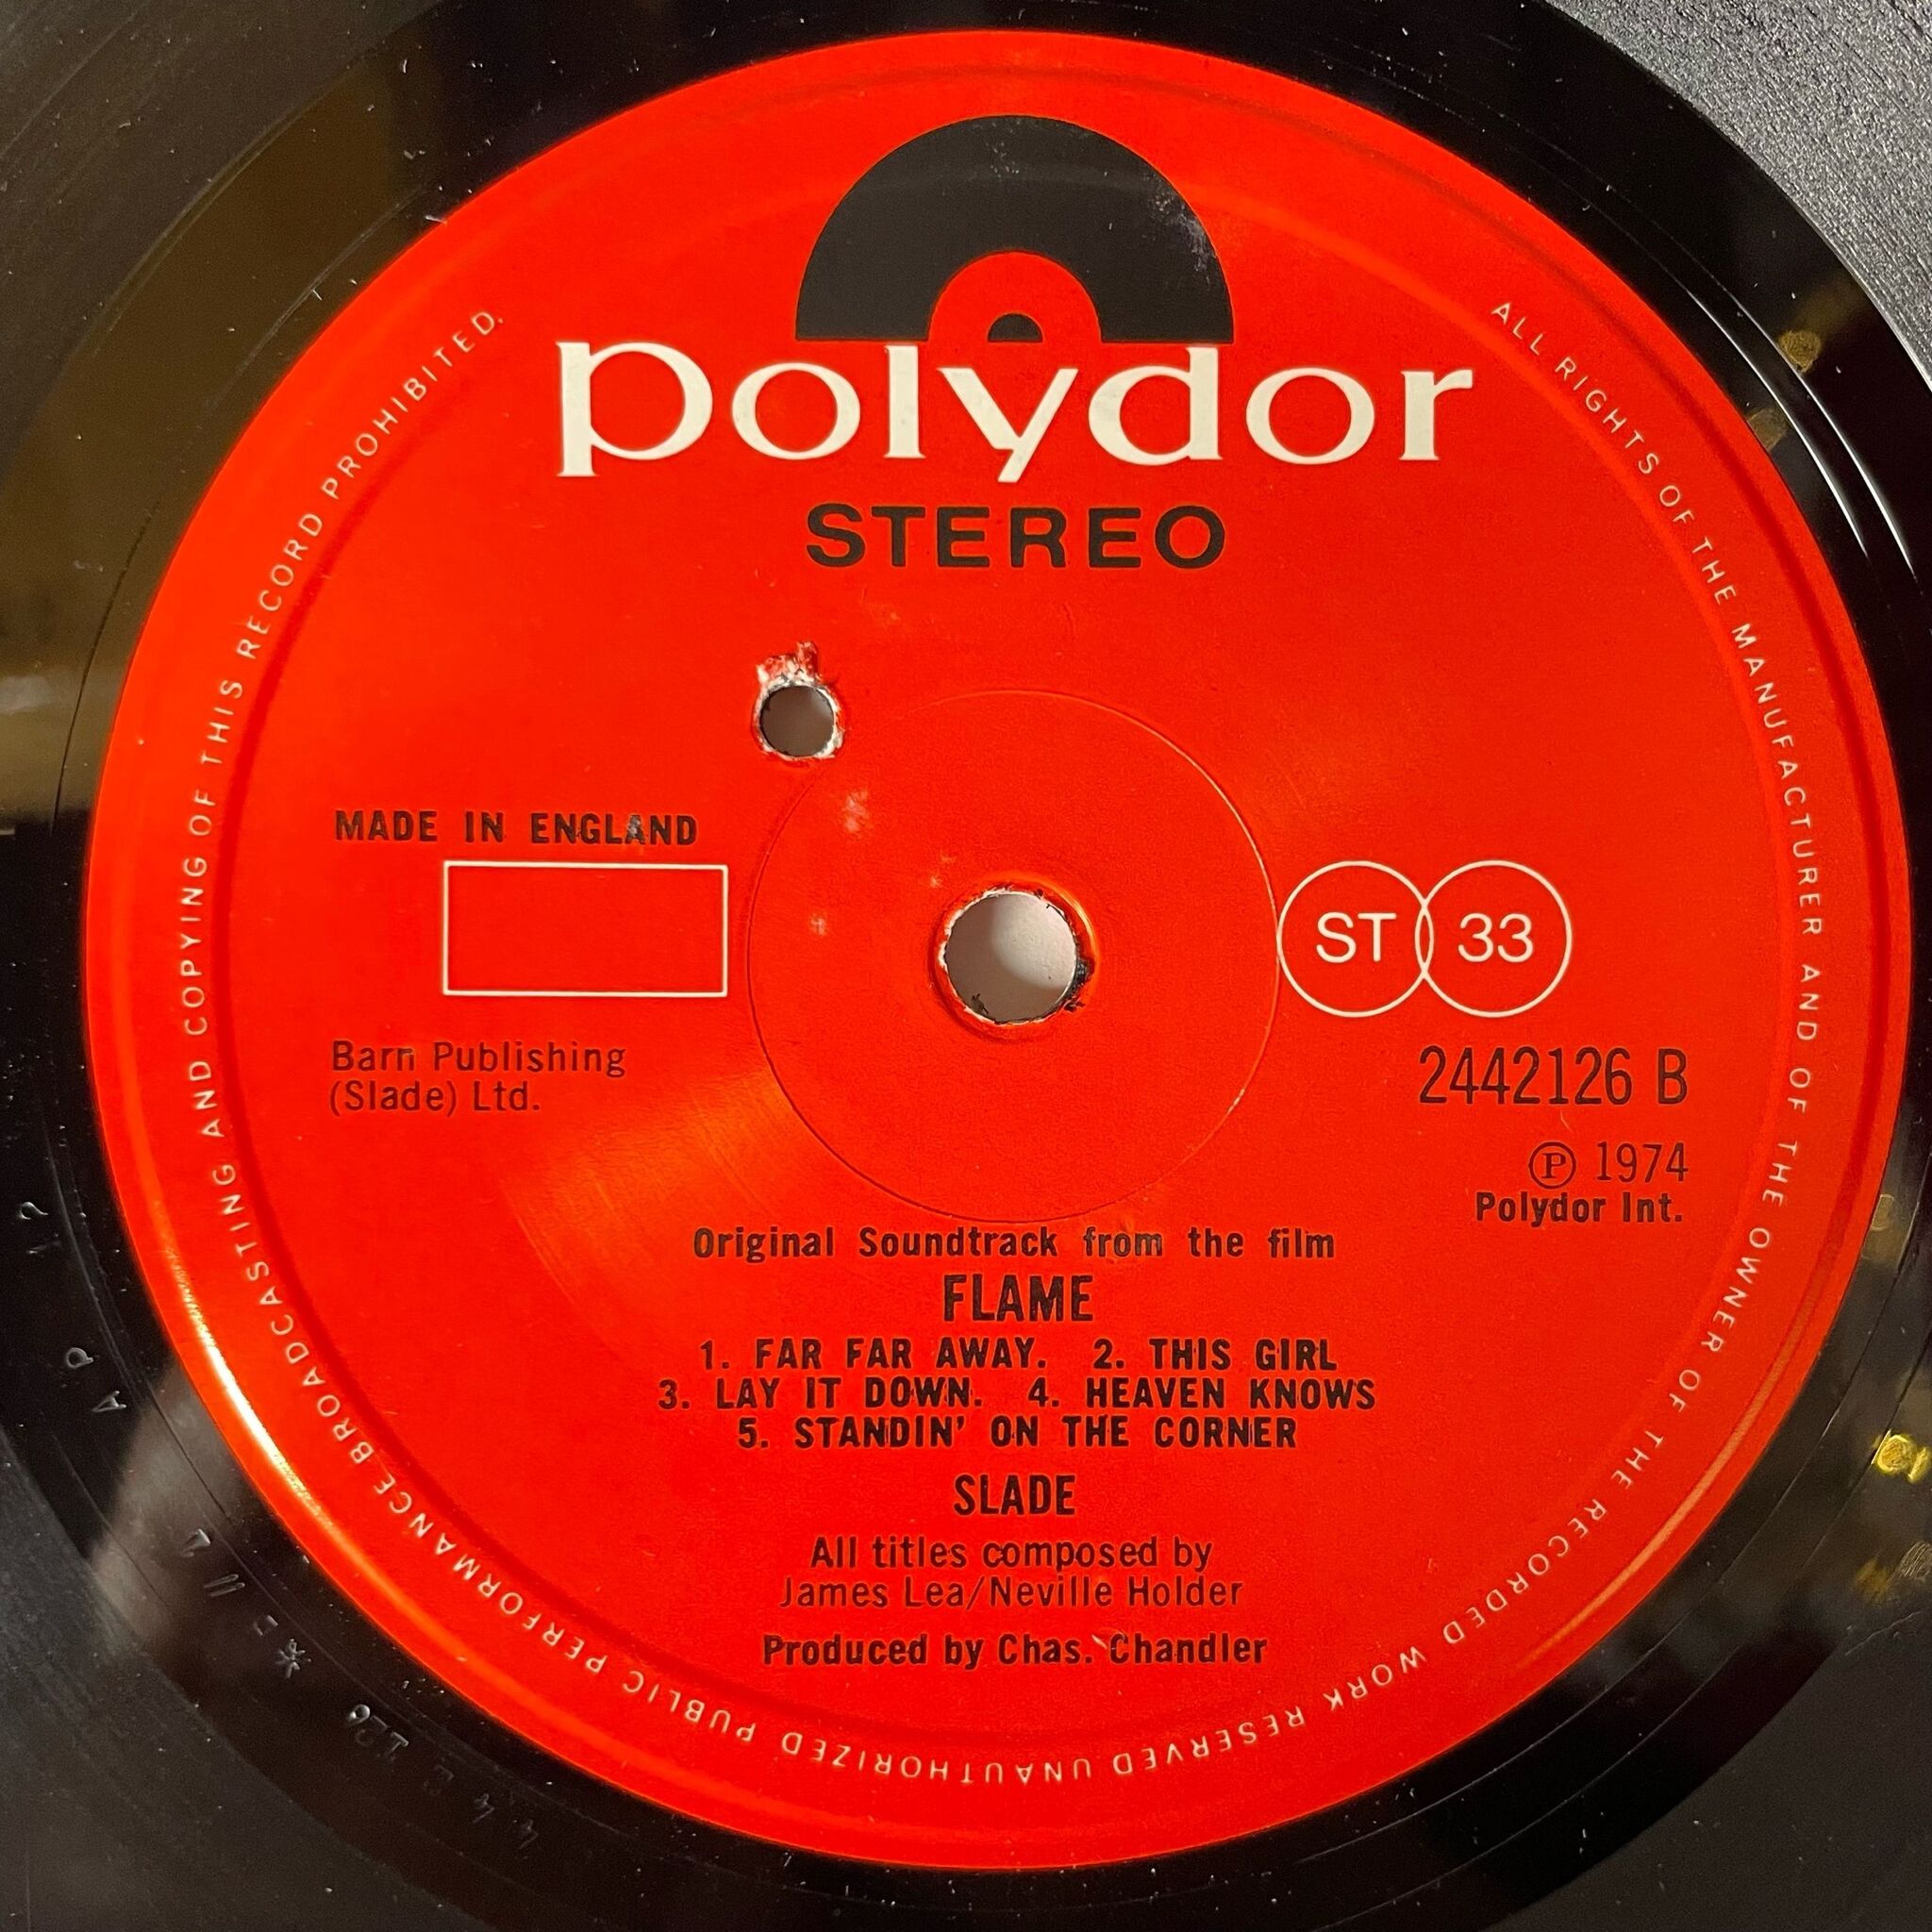 polydor
STEREO
MADE IN ENGLAND
ST 33
Barn Publishing
(Slade) Ltd.
2442126 B
Ⓟ 1974
Polydor Int.
Original Soundtrack from the film
FLAME
1. FAR FAR AWAY. 2. THIS GIRL
3. LAY IT DOWN. 4. HEAVEN KNOWS
5. STANDIN' ON THE CORNER
SLADE
All titles composed by
James Lea/Neville Holder
Produced by Chas. Chandler
ALL RIGHTS OF THE MANUFACTURER AND OF THE OWNER OF THE RECORDED WORK RESERVED UNAUTHORIZED PUBLIC PERFORMANCE BROADCASTING AND COPYING OF THIS RECORD PROHIBITED.